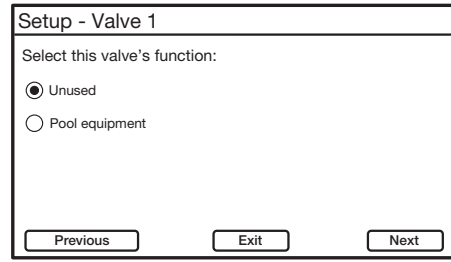 Setup - Valve 1
Select this valve's function:
Unused
Pool equipment
Previous Exit Next